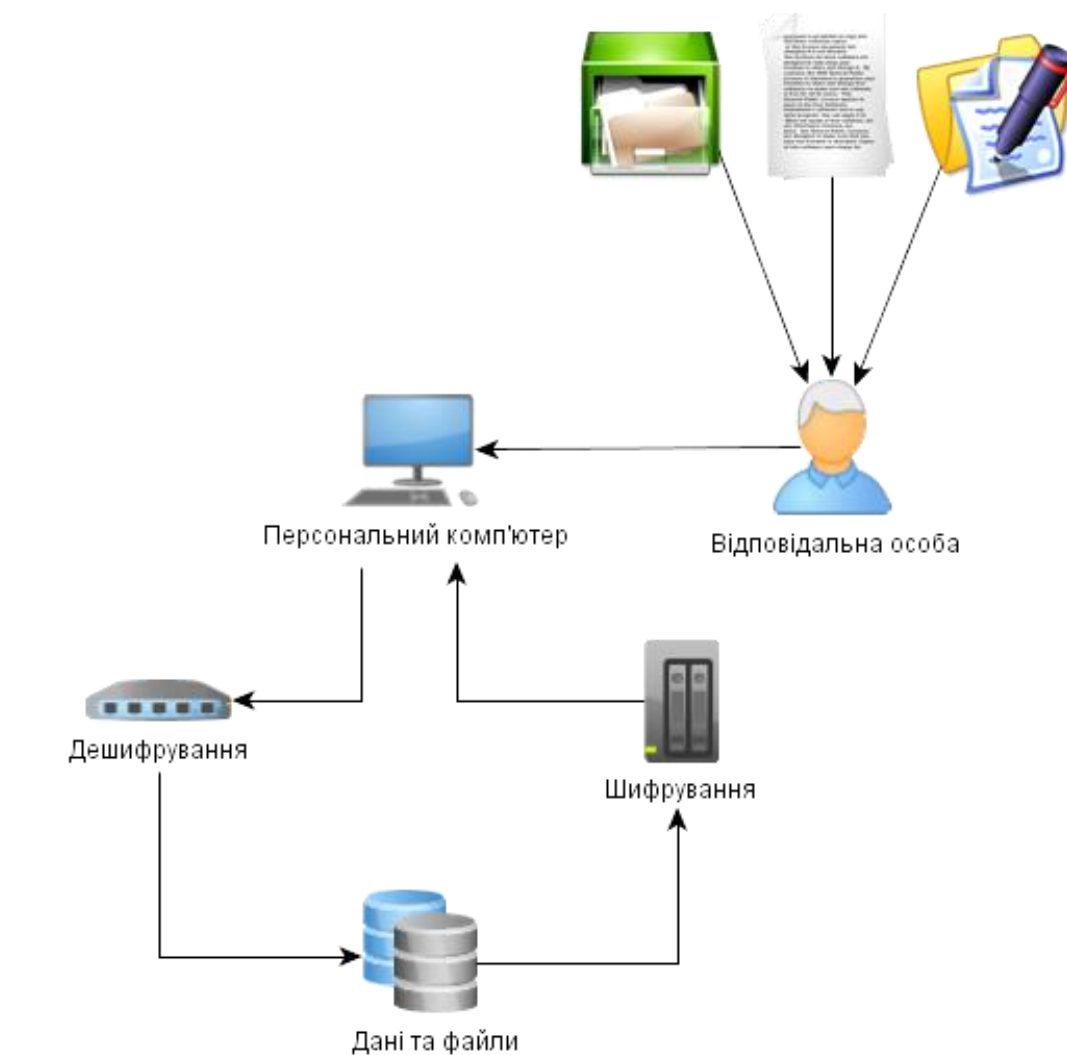 Персональний комп'ютер
Відповідальна особа
Дешифрування
Шифрування
Дані та файли